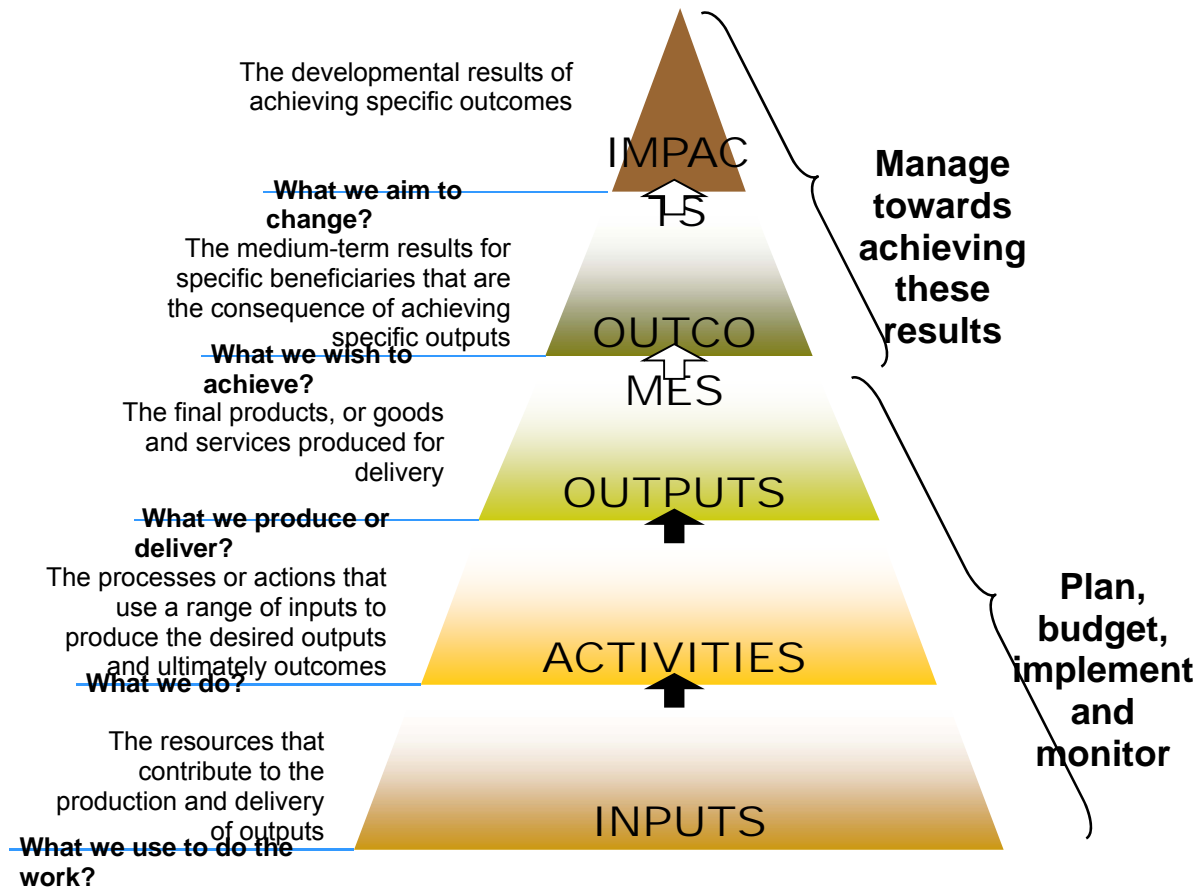 The developmental results of
achieving specific outcomes
IMPAC
TS
What we aim to
change?
The medium-term results for
specific beneficiaries that are
the consequence of achieving
specific outputs
OUTCO
MES
What we wish to
achieve?
The final products, or goods
and services produced for
delivery
OUTPUTS
What we produce or
deliver?
The processes or actions that
use a range of inputs to
produce the desired outputs
and ultimately outcomes
ACTIVITIES
What we do?
The resources that
contribute to the
production and delivery
of outputs
INPUTS
What we use to do the
work?
Manage
towards
achieving
these
results
Plan,
budget,
implement
and
monitor